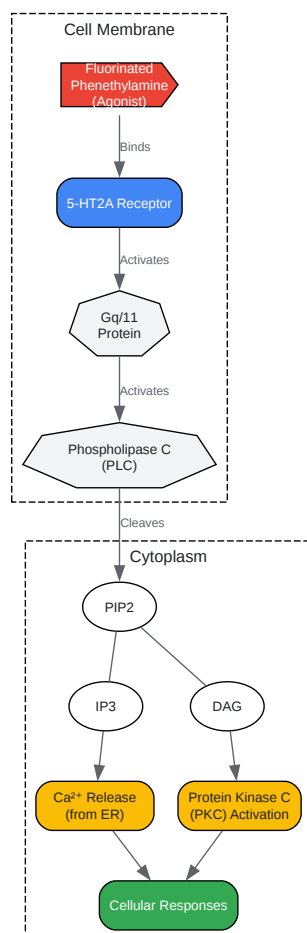 Cell Membrane
Fluorinated
Phenethylamine
(Agonist)
Binds
5-HT2A Receptor
Activates
Gq/11
Protein
Activates
Phospholipase C
(PLC)
Cleaves
Cytoplasm
PIP2
IP3
DAG
Ca²⁺ Release
(from ER)
Protein Kinase C
(PKC) Activation
Cellular Responses